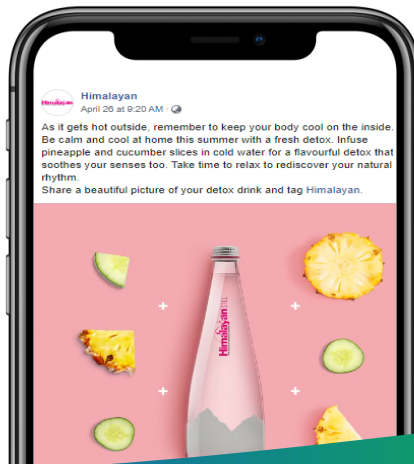 Himalayan
Himalayan
April 26 at 9:20 AM ·
As it gets hot outside, remember to keep your body cool on the inside.
Be calm and cool at home this summer with a fresh detox. Infuse
pineapple and cucumber slices in cold water for a flavourful detox that
soothes your senses too. Take time to relax to rediscover your natural
rhythm.
Share a beautiful picture of your detox drink and tag Himalayan.
+ +
Himalayan
+ +